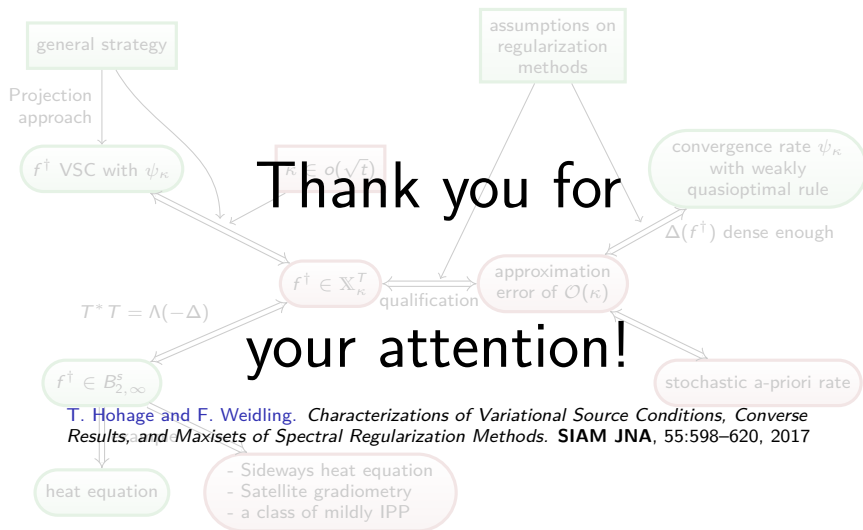 general strategy
assumptions on
regularization
methods
Projection
approach
f† VSC with ψκ
κ ∈ o(√t)
convergence rate ψκ
with weakly
quasioptimal rule
Thank you for
Δ(f†) dense enough
f† ∈ 𝕏κᵀ
qualification
approximation
error of 𝒪(κ)
T*T = Λ(−Δ)
your attention!
f† ∈ Bˢ₂,∞
stochastic a-priori rate
T. Hohage and F. Weidling. Characterizations of Variational Source Conditions, Converse
Results, and Maxisets of Spectral Regularization Methods. SIAM JNA, 55:598–620, 2017
heat equation
- Sideways heat equation
- Satellite gradiometry
- a class of mildly IPP